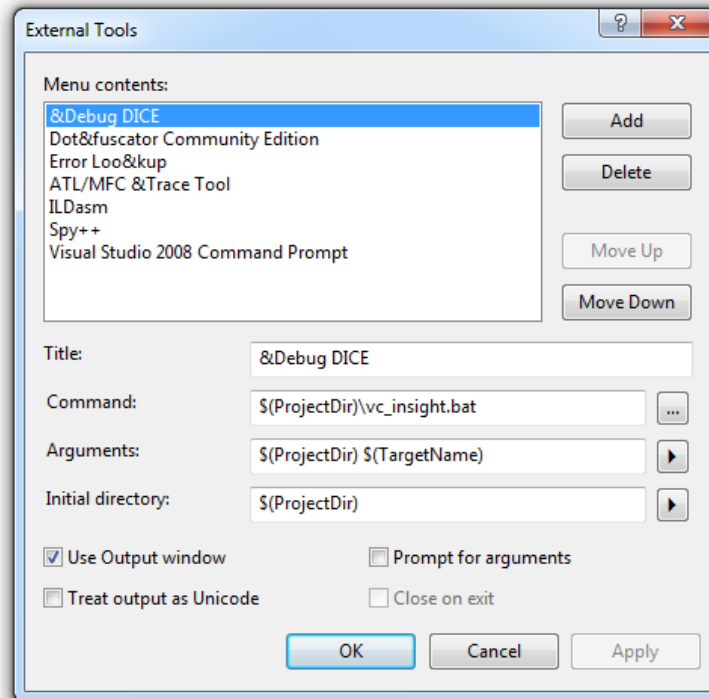 External Tools
Menu contents:
&Debug DICE
Dot&fuscator Community Edition
Error Loo&kup
ATL/MFC &Trace Tool
ILDasm
Spy++
Visual Studio 2008 Command Prompt
Add
Delete
Move Up
Move Down
Title: &Debug DICE
Command: $(ProjectDir)\vc_insight.bat ...
Arguments: $(ProjectDir) $(TargetName)
Initial directory: $(ProjectDir)
Use Output window Prompt for arguments
Treat output as Unicode Close on exit
OK Cancel Apply